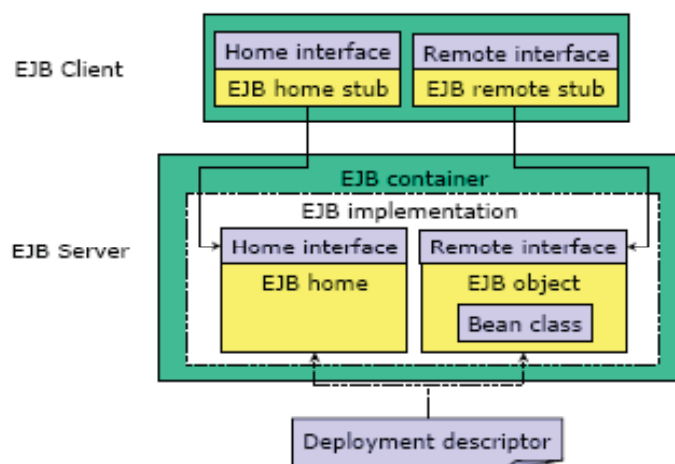 EJB Client
Home interface
EJB home stub
Remote interface
EJB remote stub
EJB Server
EJB container
EJB implementation
Home interface
EJB home
Remote interface
EJB object
Bean class
Deployment descriptor